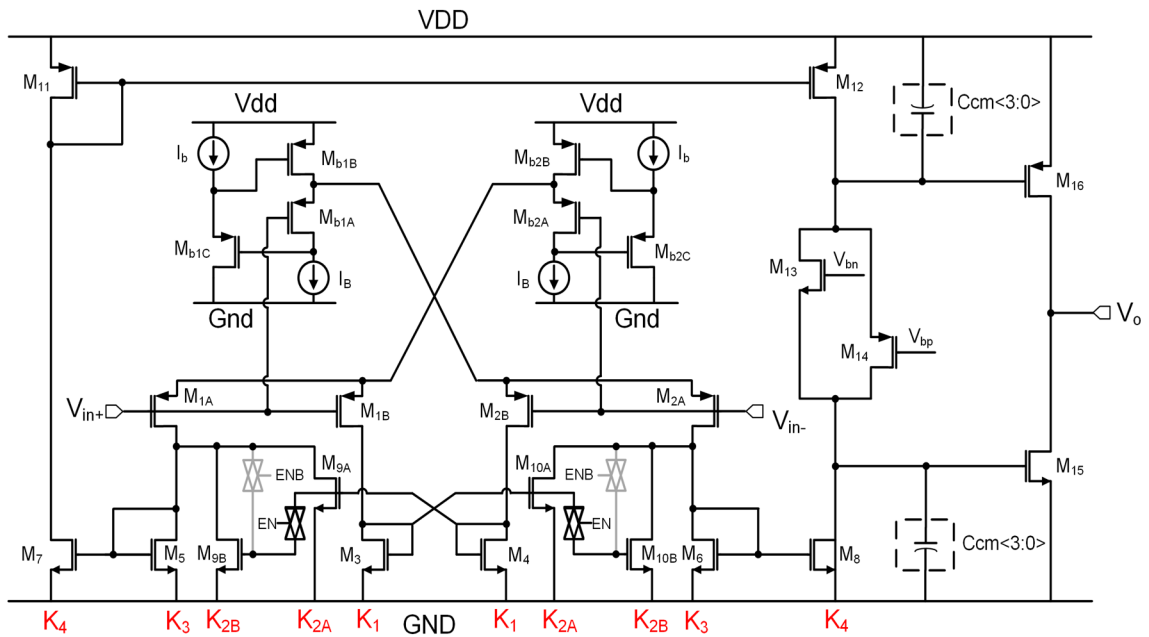 VDD
M11
M12
Ccm<3:0>
Vdd
Vdd
Ib
Mb1B
Mb2B
Ib
M16
Mb1A
Mb2A
Mb1C
Mb2C
IB
IB
M13
Vbn
Gnd
Gnd
Vo
M14
Vbp
Vin+
M1A
M1B
M2B
M2A
Vin-
M9A
M10A
M15
ENB
ENB
EN
EN
M7
M5
M9B
M3
M4
M10B
M6
M8
Ccm<3:0>
K4
K3
K2B
K2A
K1
GND
K1
K2A
K2B
K3
K4